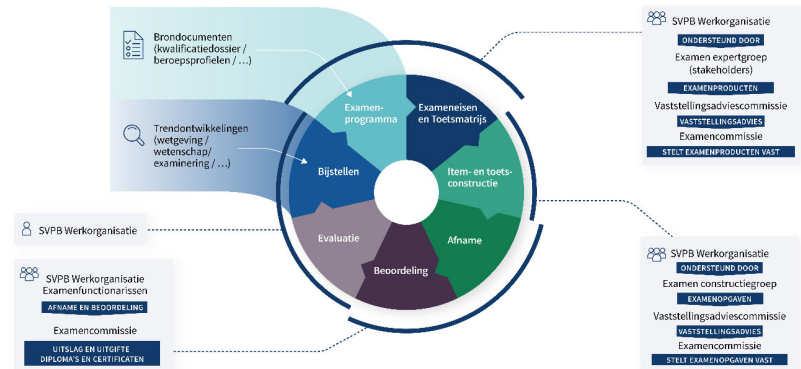 Brondocumenten
(kwalificatiedossier /
beroepsprofielen / ...)
Trendontwikkelingen
(wetgeving /
wetenschap/
examinering / ...)
Examen-
programma
Exameneisen
en Toetsmatrijs
Item- en toets-
constructie
Afname
Beoordeling
Evaluatie
Bijstellen
SVPB Werkorganisatie
ONDERSTEUND DOOR
Examen expertgroep
(stakeholders)
EXAMENPRODUCTEN
Vaststellingsadviescommissie
VASTSTELLINGSADVIES
Examencommissie
STELT EXAMENPRODUCTEN VAST
SVPB Werkorganisatie
SVPB Werkorganisatie
Examenfunctionarissen
AFNAME EN BEOORDELING
Examencommissie
UITSLAG EN UITGIFTE
DIPLOMA'S EN CERTIFICATEN
SVPB Werkorganisatie
ONDERSTEUND DOOR
Examen constructiegroep
EXAMENOPGAVEN
Vaststellingsadviescommissie
VASTSTELLINGSADVIES
Examencommissie
STELT EXAMENOPGAVEN VAST